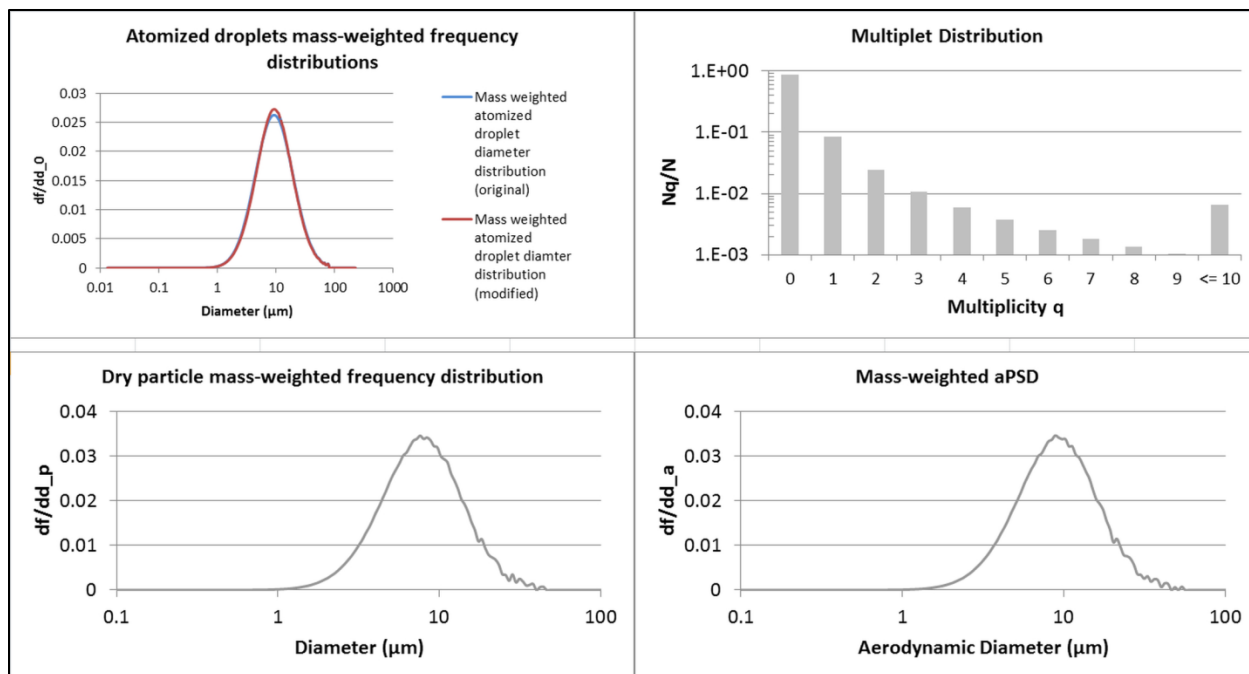 Atomized droplets mass-weighted frequency
distributions
0.03
0.025
0.02
0.015
0.01
0.005
0
df/dd_0
0.01 0.1 1 10 100 1000
Diameter (µm)
Mass weighted
atomized
droplet
diameter
distribution
(original)
Mass weighted
atomized
droplet diamter
distribution
(modified)
Multiplet Distribution
1.E+00
1.E-01
1.E-02
1.E-03
Nq/N
0 1 2 3 4 5 6 7 8 9 <= 10
Multiplicity q
Dry particle mass-weighted frequency distribution
0.04
0.03
0.02
0.01
0
df/dd_p
0.1 1 10 100
Diameter (µm)
Mass-weighted aPSD
0.04
0.03
0.02
0.01
0
df/dd_a
0.1 1 10 100
Aerodynamic Diameter (µm)